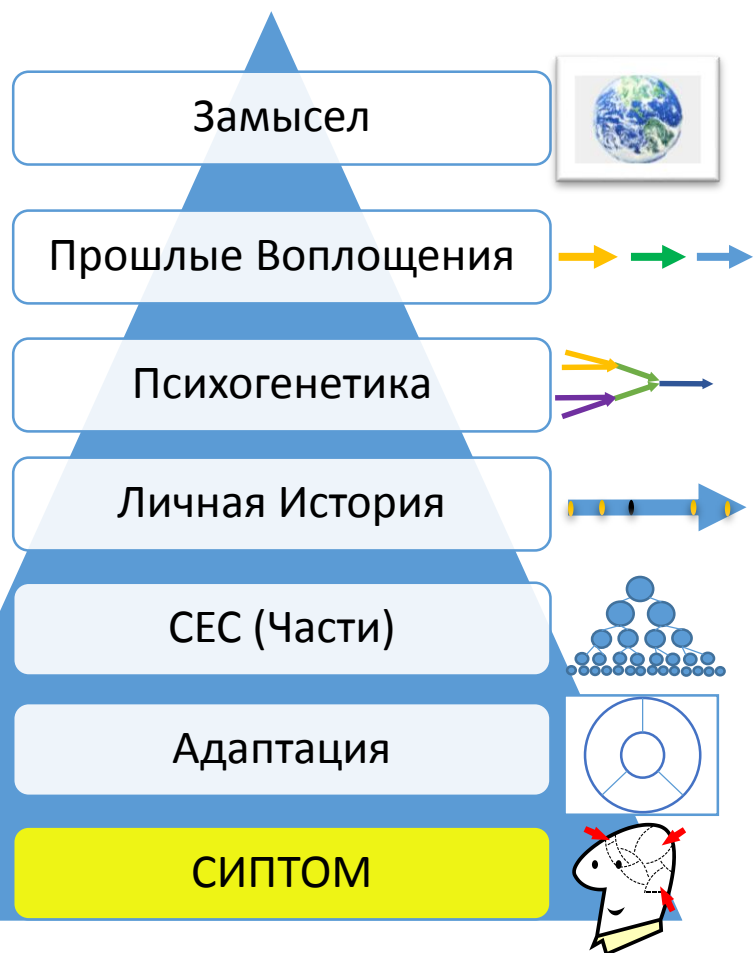 Замысел
Прошлые Воплощения
Психогенетика
Личная История
СЕС (Части)
Адаптация
СИПТОМ